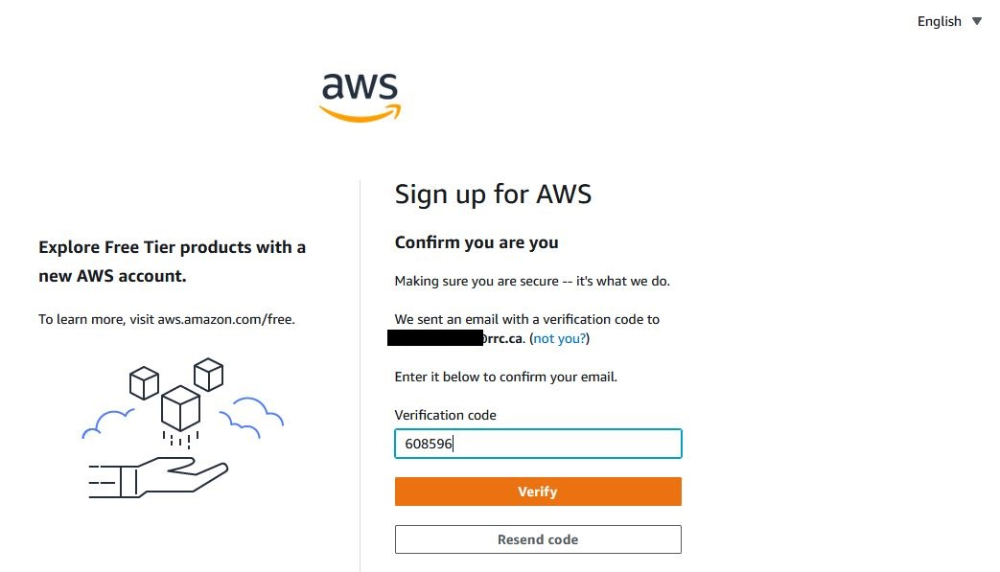 English
aws
Explore Free Tier products with a
new AWS account.
To learn more, visit aws.amazon.com/free.
Sign up for AWS
Confirm you are you
Making sure you are secure -- it's what we do.
We sent an email with a verification code to
rrc.ca. (not you?)
Enter it below to confirm your email.
Verification code
608596
Verify
Resend code